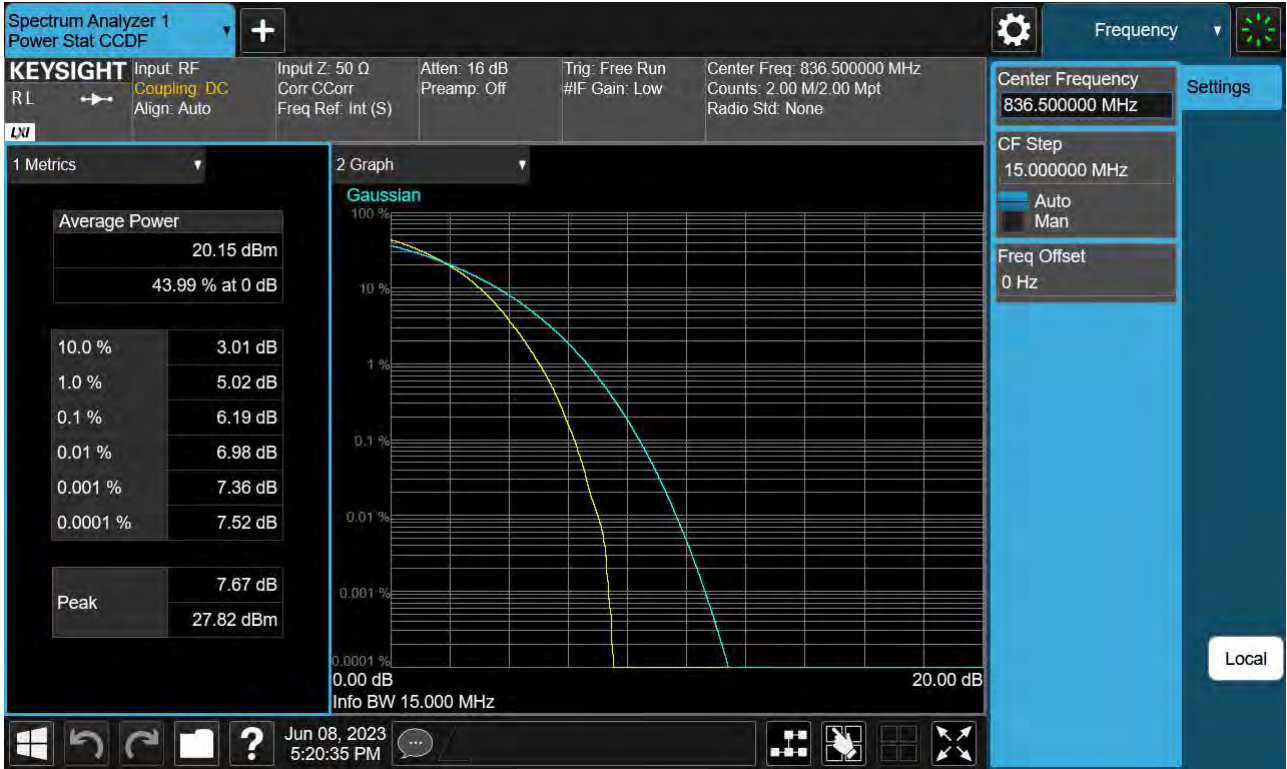 Spectrum Analyzer 1
Power Stat CCDF
Frequency
KEYSIGHT
RL
LXI
Input: RF
Coupling: DC
Align: Auto
Input Z: 50 Ω
Corr CCorr
Freq Ref: Int (S)
Atten: 16 dB
Preamp: Off
Trig: Free Run
#IF Gain: Low
Center Freq: 836.500000 MHz
Counts: 2.00 M/2.00 Mpt
Radio Std: None
Center Frequency
836.500000 MHz
Settings
CF Step
15.000000 MHz
Auto
Man
Freq Offset
0 Hz
1 Metrics
Average Power
20.15 dBm
43.99 % at 0 dB
10.0 % 3.01 dB
1.0 % 5.02 dB
0.1 % 6.19 dB
0.01 % 6.98 dB
0.001 % 7.36 dB
0.0001 % 7.52 dB
Peak
7.67 dB
27.82 dBm
2 Graph
Gaussian
100 %
10 %
1 %
0.1 %
0.01 %
0.001 %
0.0001 %
0.00 dB 20.00 dB
Info BW 15.000 MHz
Local
?
Jun 08, 2023
5:20:35 PM